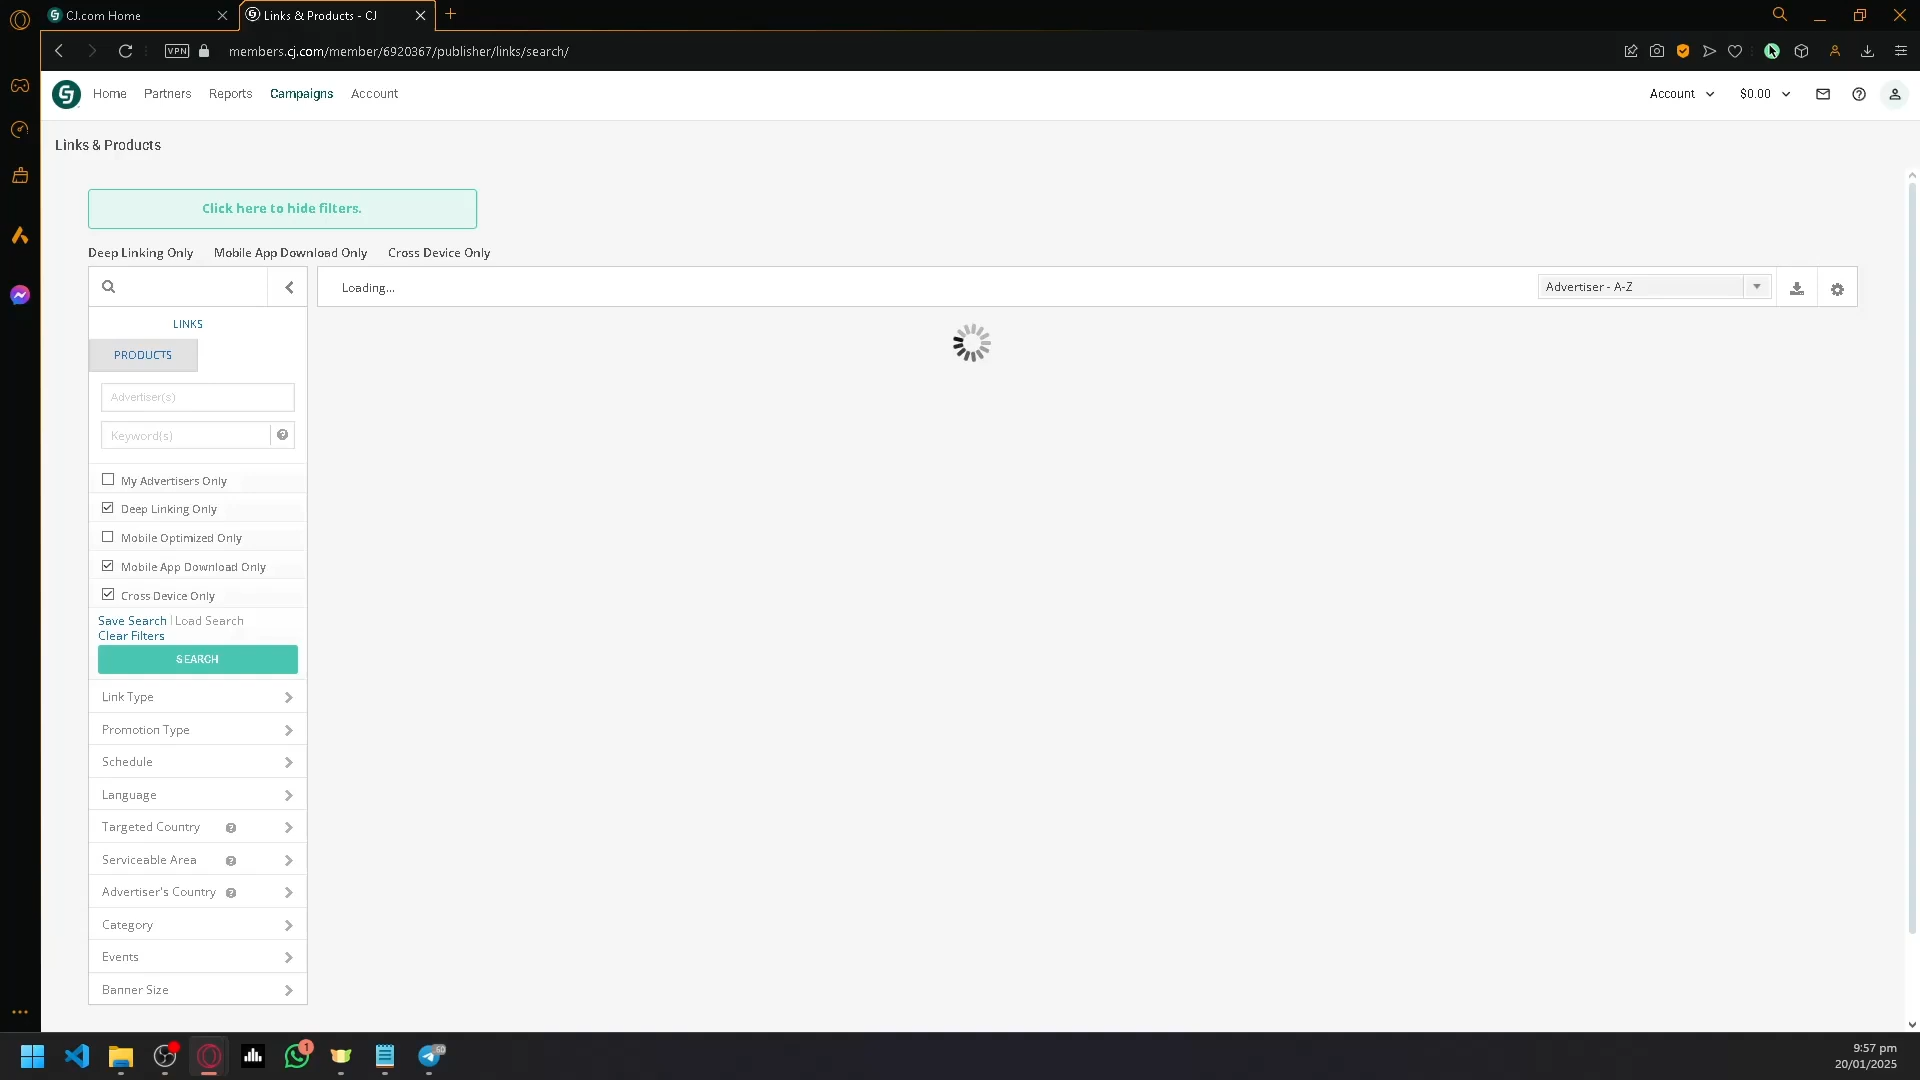 CJ.com Home
Links & Products - CJ
VPN
members.cj.com/member/6920367/publisher/links/search/
Home
Partners
Reports
Campaigns
Account
Account
$0.00
Links & Products
Click here to hide filters.
Deep Linking Only
Mobile App Download Only
Cross Device Only
Loading...
Advertiser - A-Z
LINKS
PRODUCTS
Advertiser(s)
Keyword(s)
My Advertisers Only
Deep Linking Only
Mobile Optimized Only
Mobile App Download Only
Cross Device Only
Save Search | Load Search
Clear Filters
SEARCH
Link Type
Promotion Type
Schedule
Language
Targeted Country
Serviceable Area
Advertiser's Country
Category
Events
Banner Size
1
50
9:57 pm
20/01/2025